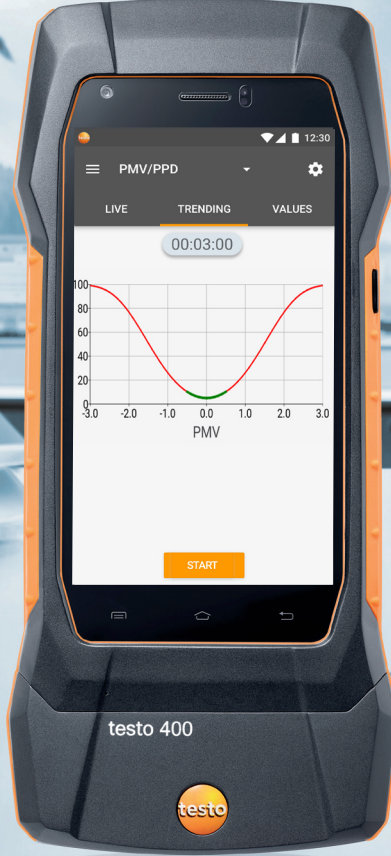 testo
12:30
PMV/PPD
LIVE TRENDING VALUES
00:03:00
100
80
60
40
20
0
-3.0 -2.0 -1.0 0.0 1.0 2.0 3.0
PMV
START
testo 400
testo